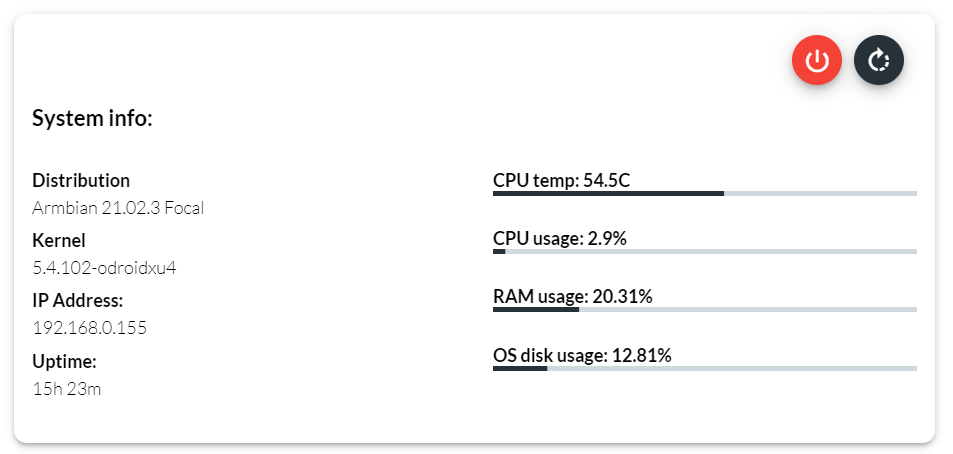 System info:
Distribution
Armbian 21.02.3 Focal
Kernel
5.4.102-odroidxu4
IP Address:
192.168.0.155
Uptime:
15h 23m
CPU temp: 54.5C
CPU usage: 2.9%
RAM usage: 20.31%
OS disk usage: 12.81%